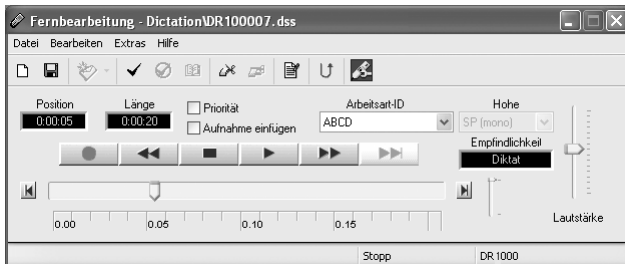 Fernbearbeitung - Dictation\DR100007.dss
Datei Bearbeiten Extras Hilfe
Position Länge Priorität Arbeitsart-ID Hohe
0:00:05 0:00:20 Aufnahme einfügen ABCD SP (mono)
Empfindlichkeit
Diktat
0.00 0.05 0.10 0.15 Lautstärke
Stopp DR1000